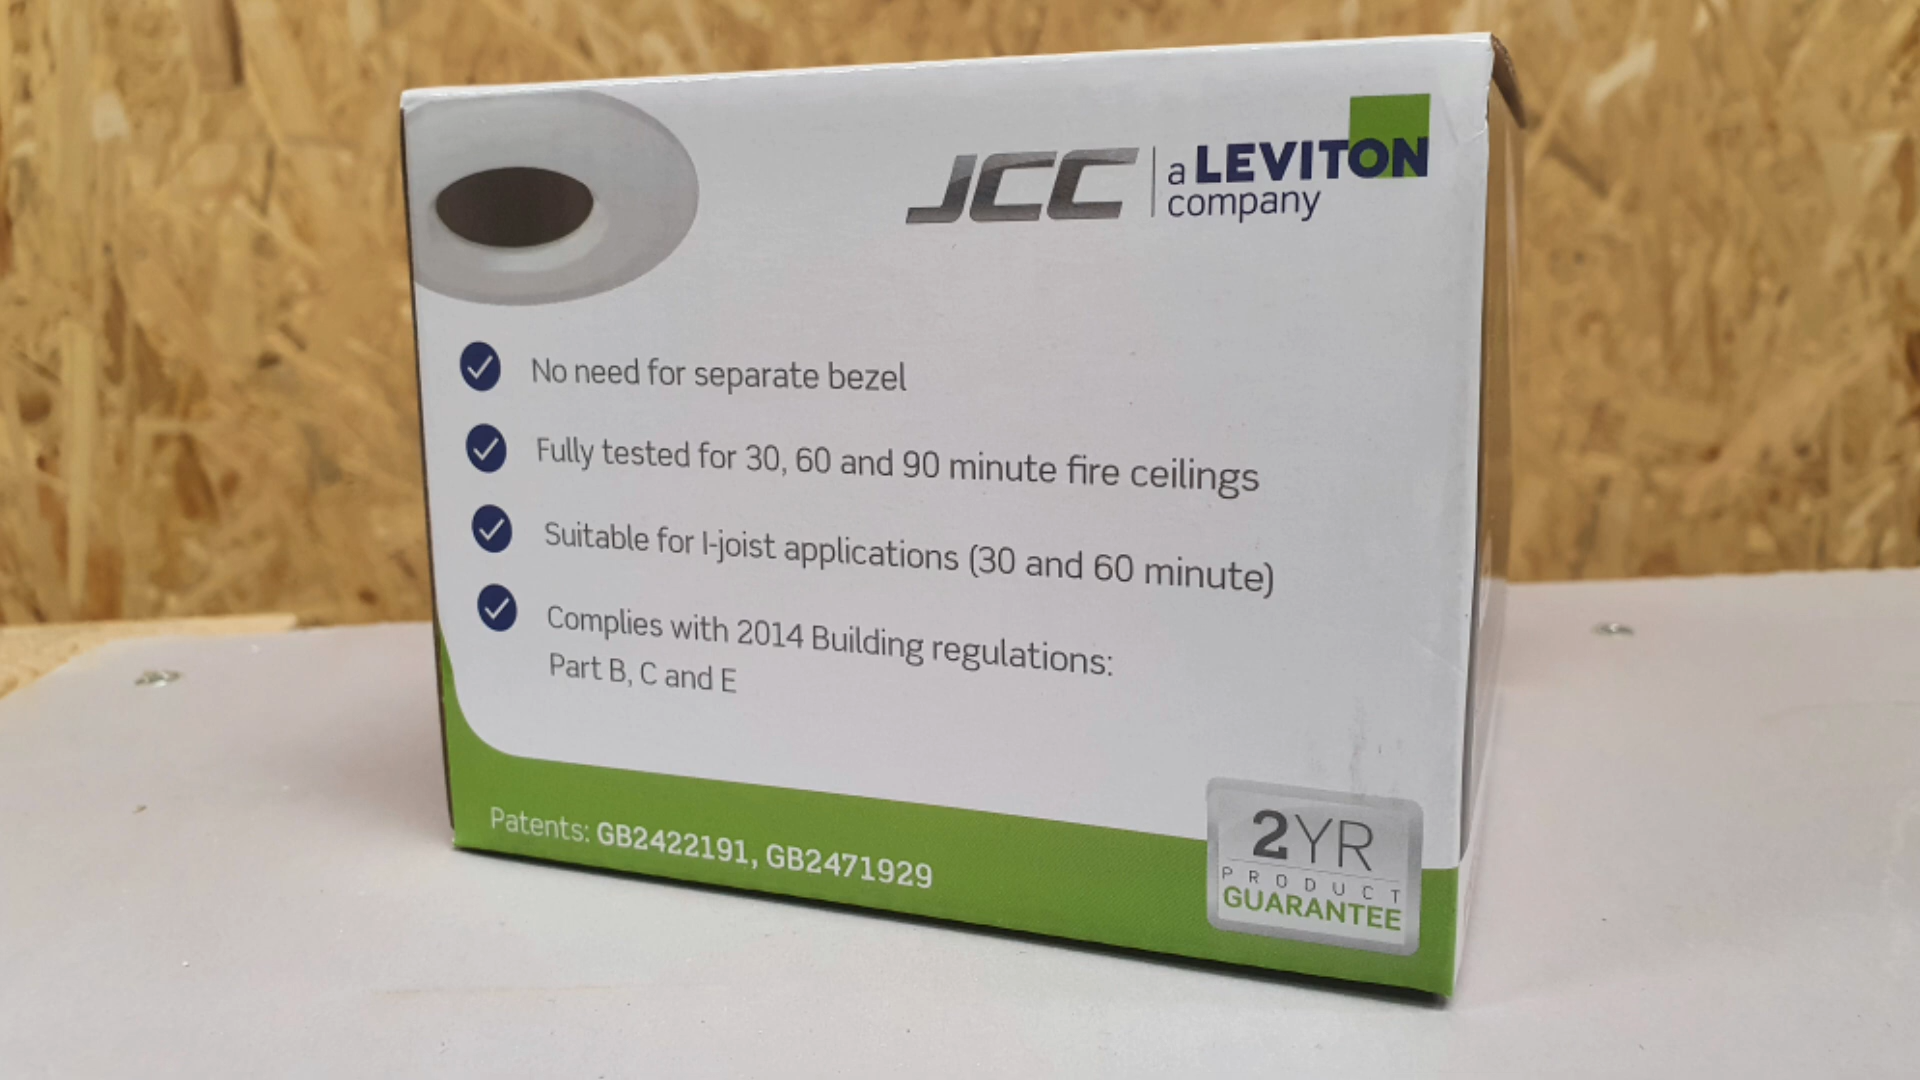 JCC
a LEVITON
company
No need for separate bezel
Fully tested for 30, 60 and 90 minute fire ceilings
Suitable for I-joist applications (30 and 60 minute)
Complies with 2014 Building regulations:
Part B, C and E
Patents: GB2422191, GB2471929
2YR
PRODUCT
GUARANTEE